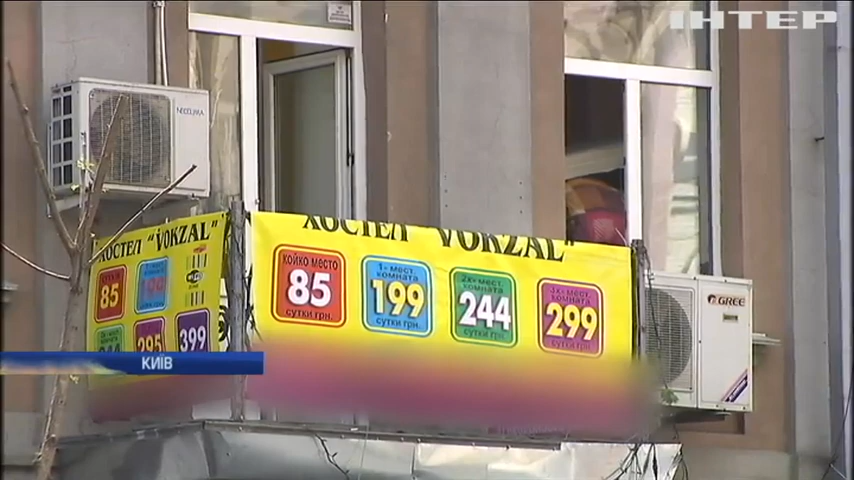 ІНТЕР
NEOCLIMA
ХОСТЕЛ "VOKZAL"
85
295
399
ХОСТЕЛ "VOKZAL"
КОЙКО МЕСТО
85
сутки грн.
1- мест. комната
199
сутки грн.
2х- мест. комната
244
сутки грн.
3х- мест. комната
299
сутки грн.
GREE
КИЇВ